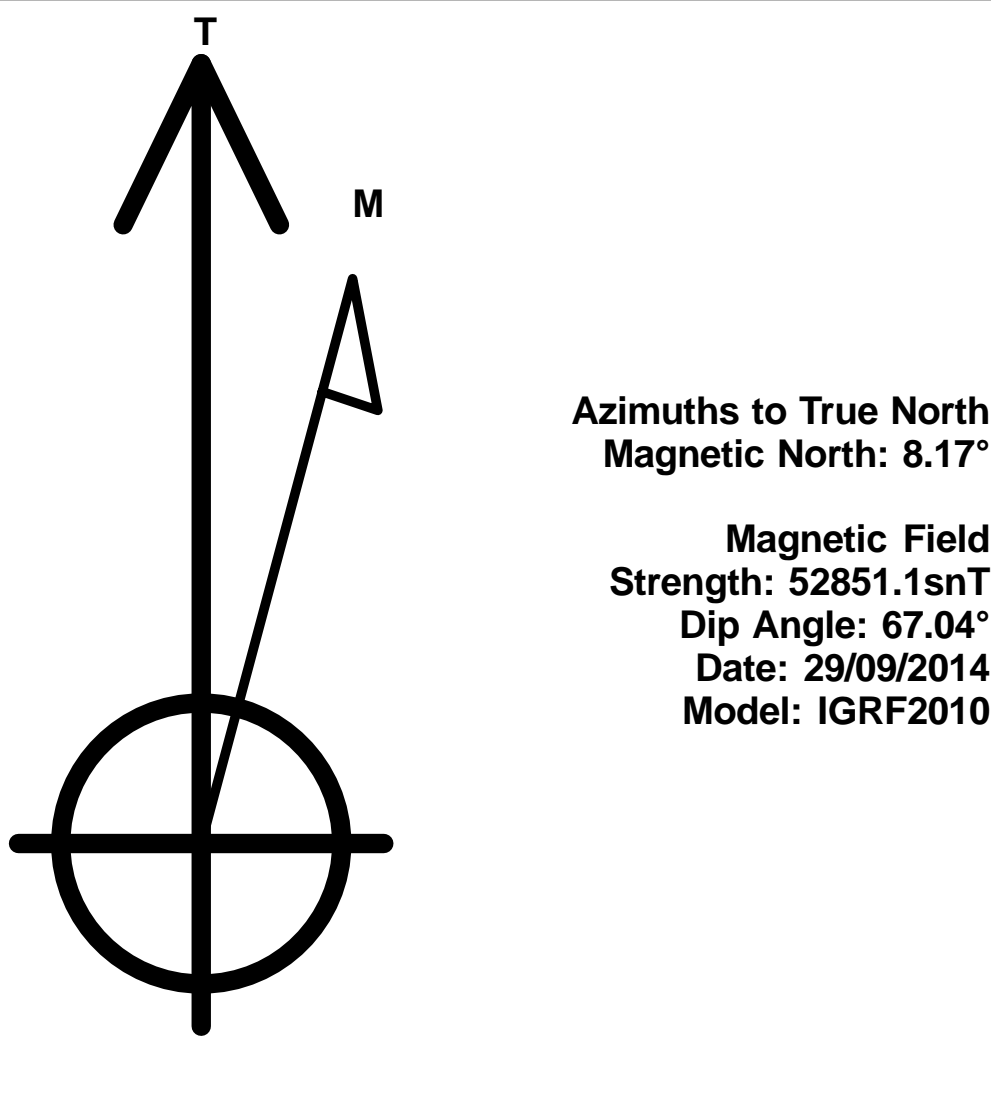 T
M
Azimuths to True North
Magnetic North: 8.17°
Magnetic Field
Strength: 52851.1snT
Dip Angle: 67.04°
Date: 29/09/2014
Model: IGRF2010